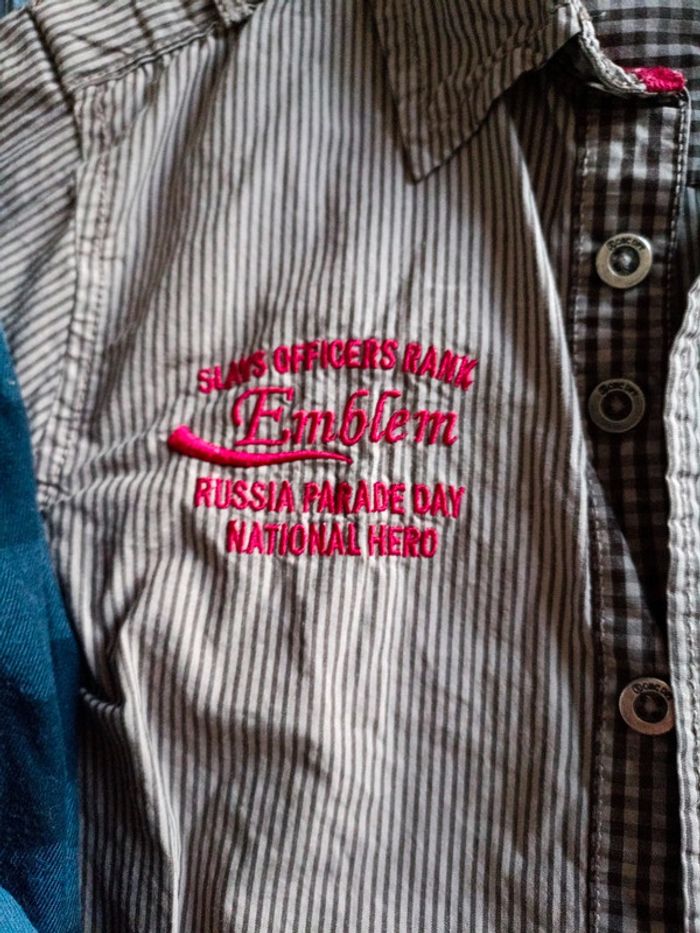 SLAVS OFFICERS RANK
Emblem
RUSSIA PARADE DAY
NATIONAL HERO